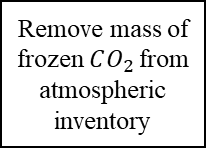 Remove mass of
frozen CO₂ from
atmospheric
inventory